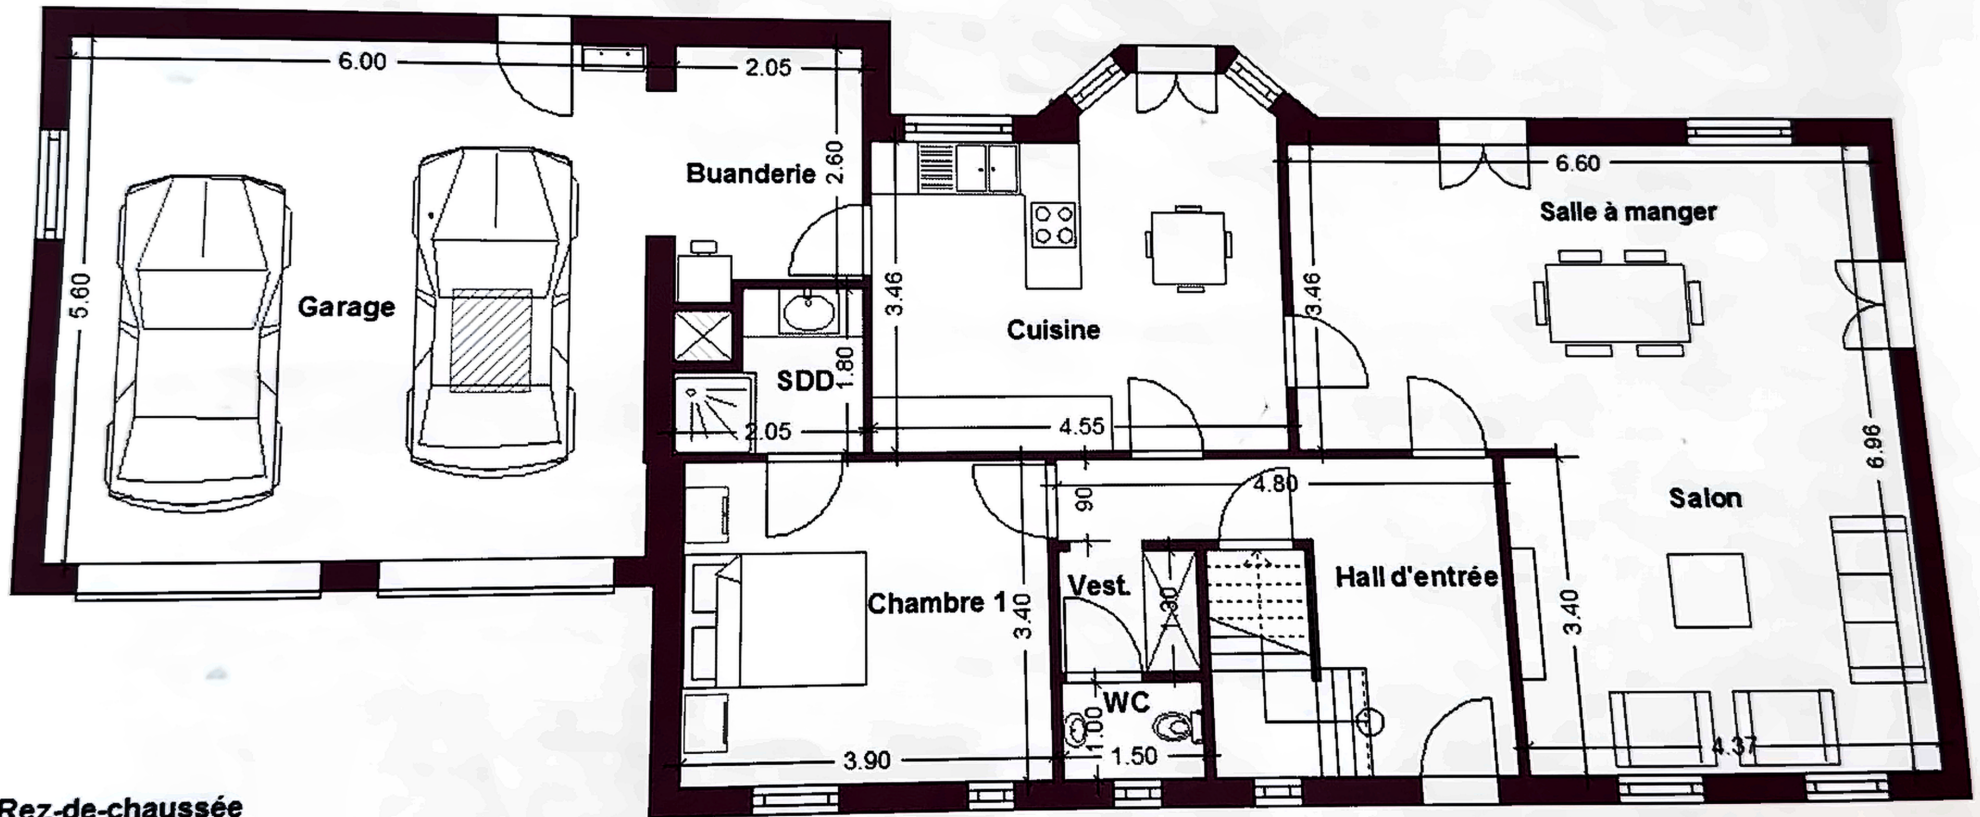 6.00
2.05
Buanderie
2.60
6.60
Salle à manger
5.60
Garage
3.46
Cuisine
3.46
SDD
1.80
2.05
4.55
6.96
90
4.80
Salon
Vest.
1.30
Hall d'entrée
Chambre 1
3.40
3.40
WC
1.00
1.50
3.90
4.37
Rez-de-chaussée